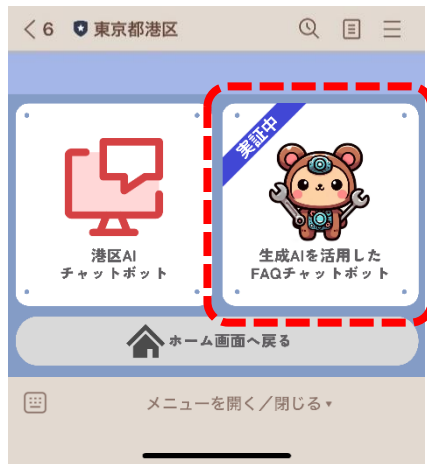 6 東京都港区
実証中
港区AI
チャットボット
生成AIを活用した
FAQチャットボット
ホーム画面へ戻る
メニューを開く／閉じる▾